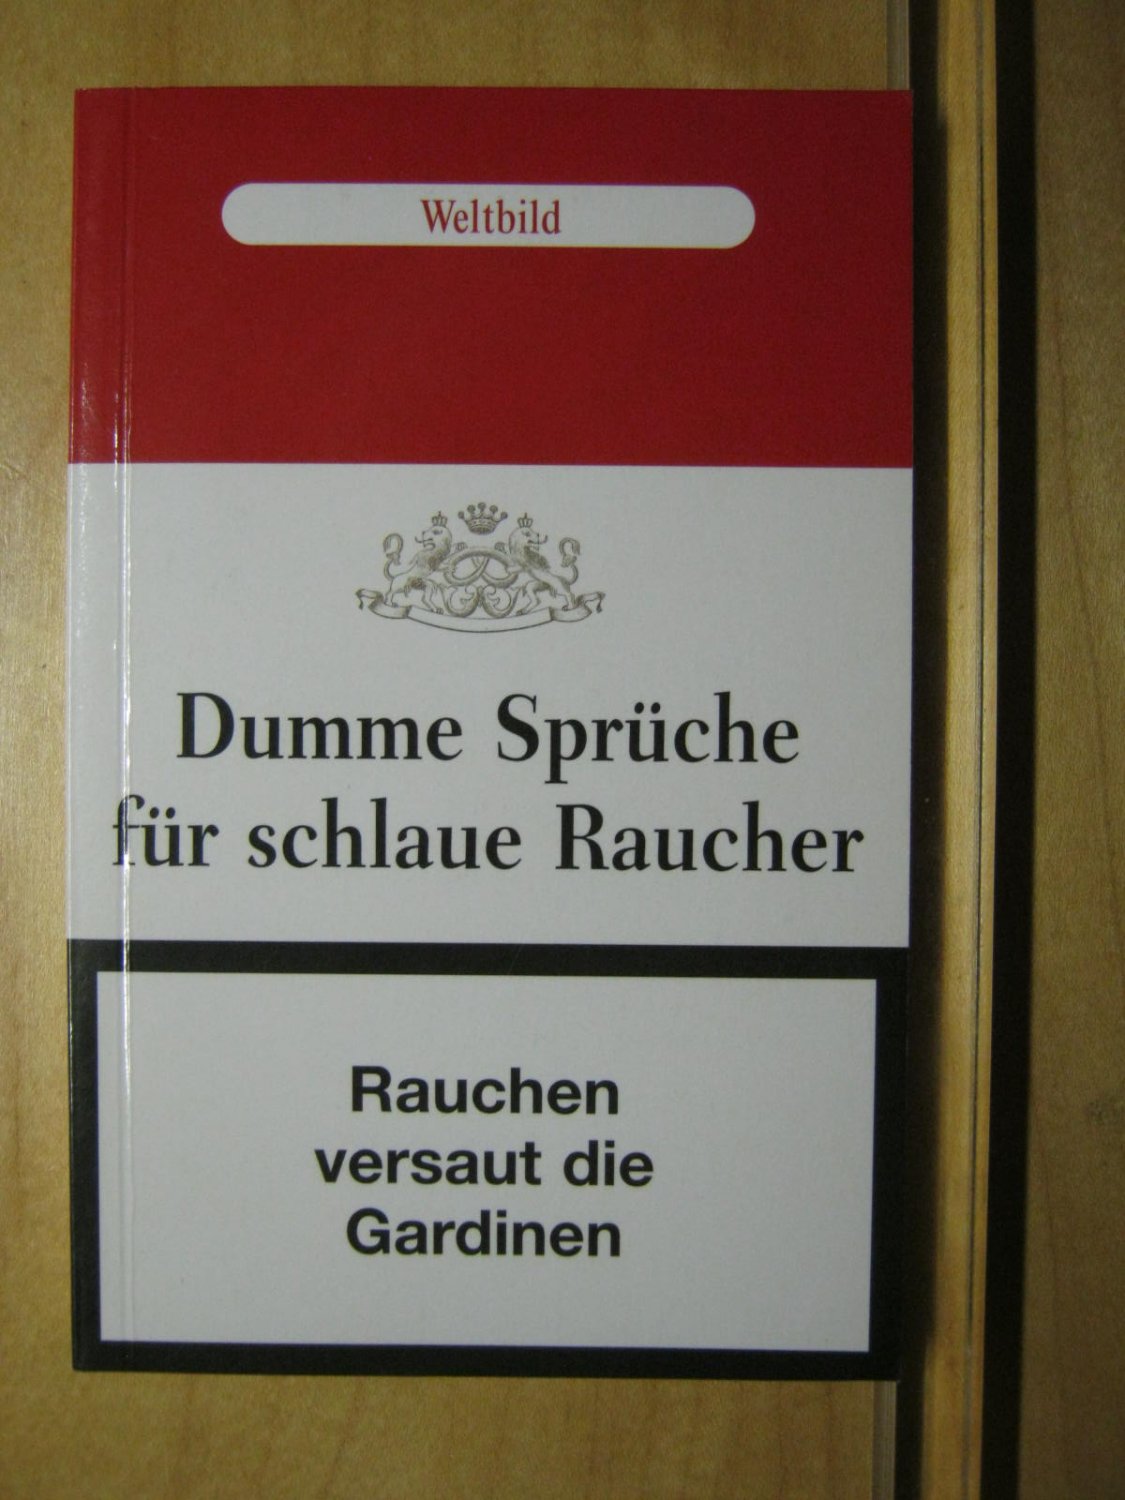 Weltbild
Dumme Sprüche
für schlaue Raucher
Rauchen
versaut die
Gardinen